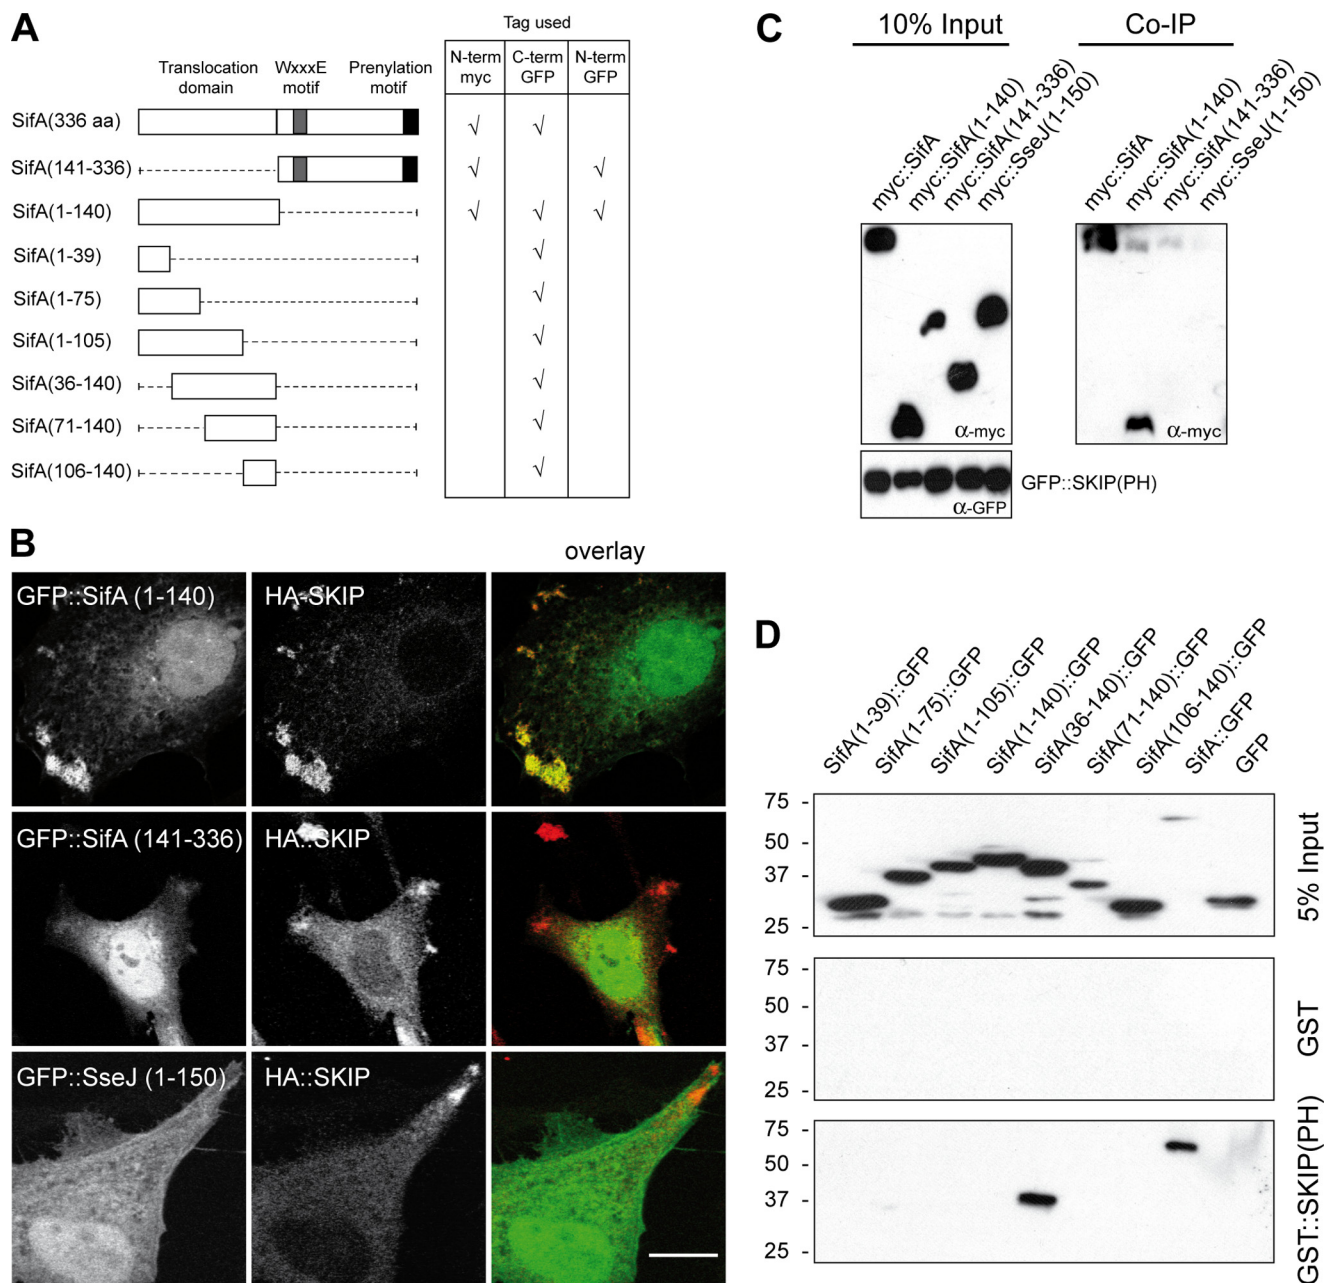 A
Tag used
Translocation domain
WxxxE motif
Prenylation motif
N-term myc
C-term GFP
N-term GFP
SifA(336 aa) √ √
SifA(141-336) √ √
SifA(1-140) √ √ √
SifA(1-39) √
SifA(1-75) √
SifA(1-105) √
SifA(36-140) √
SifA(71-140) √
SifA(106-140) √
B
overlay
GFP::SifA (1-140)
HA-SKIP
GFP::SifA (141-336)
HA::SKIP
GFP::SseJ (1-150)
HA::SKIP
C
10% Input
Co-IP
myc::SifA
myc::SifA(1-140)
myc::SifA(141-336)
myc::SseJ(1-150)
myc::SifA
myc::SifA(1-140)
myc::SifA(141-336)
myc::SseJ(1-150)
α-myc
α-myc
GFP::SKIP(PH)
α-GFP
D
SifA(1-39)::GFP
SifA(1-75)::GFP
SifA(1-105)::GFP
SifA(1-140)::GFP
SifA(36-140)::GFP
SifA(71-140)::GFP
SifA(106-140)::GFP
SifA::GFP
GFP
75 -
50 -
37 -
25 -
5% Input
75 -
50 -
37 -
25 -
GST
75 -
50 -
37 -
25 -
GST::SKIP(PH)